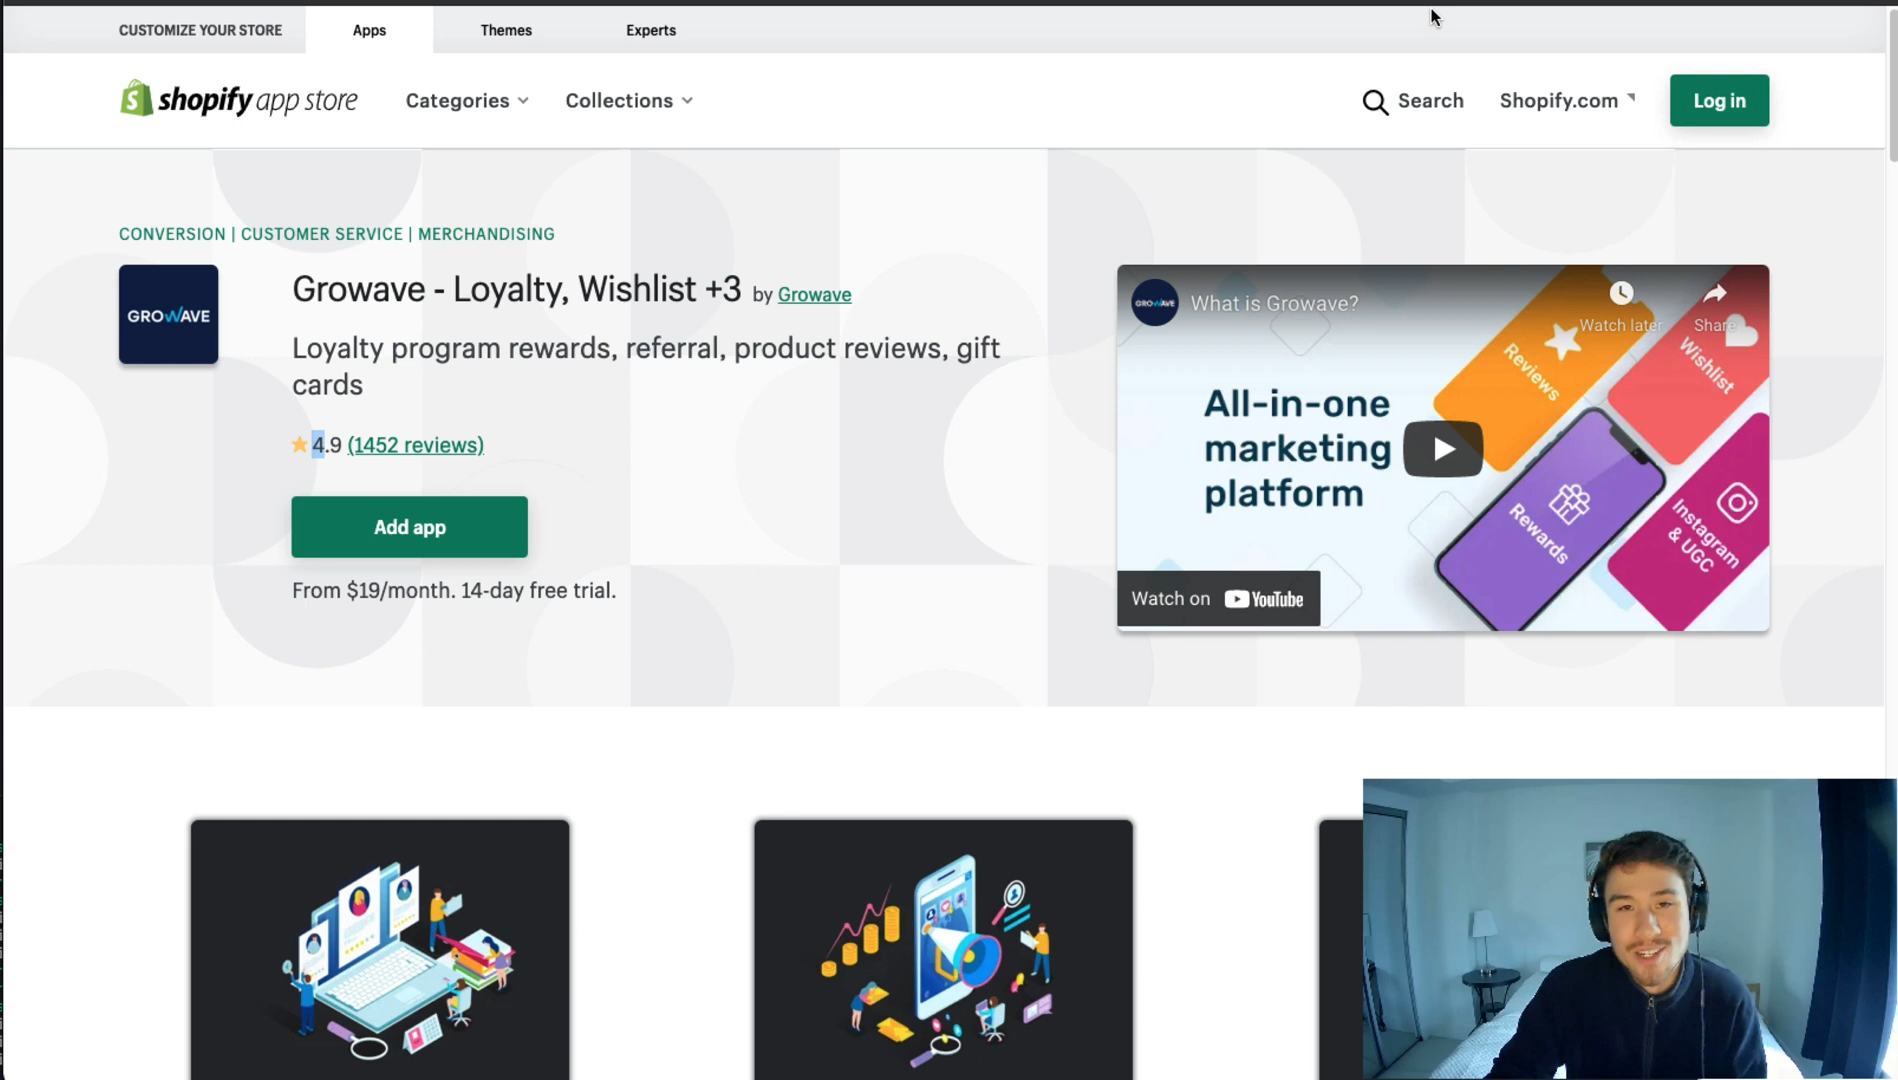 CUSTOMIZE YOUR STORE
Apps
Themes
Experts
shopify app store
Categories
Collections
Search
Shopify.com
Log in
CONVERSION | CUSTOMER SERVICE | MERCHANDISING
GROWAVE
Growave - Loyalty, Wishlist +3 by Growave
Loyalty program rewards, referral, product reviews, gift
cards
4.9 (1452 reviews)
Add app
From $19/month. 14-day free trial.
GROWAVE
What is Growave?
Watch later
Share
All-in-one
marketing
platform
Reviews
Wishlist
Rewards
Instagram
& UGC
Watch on YouTube